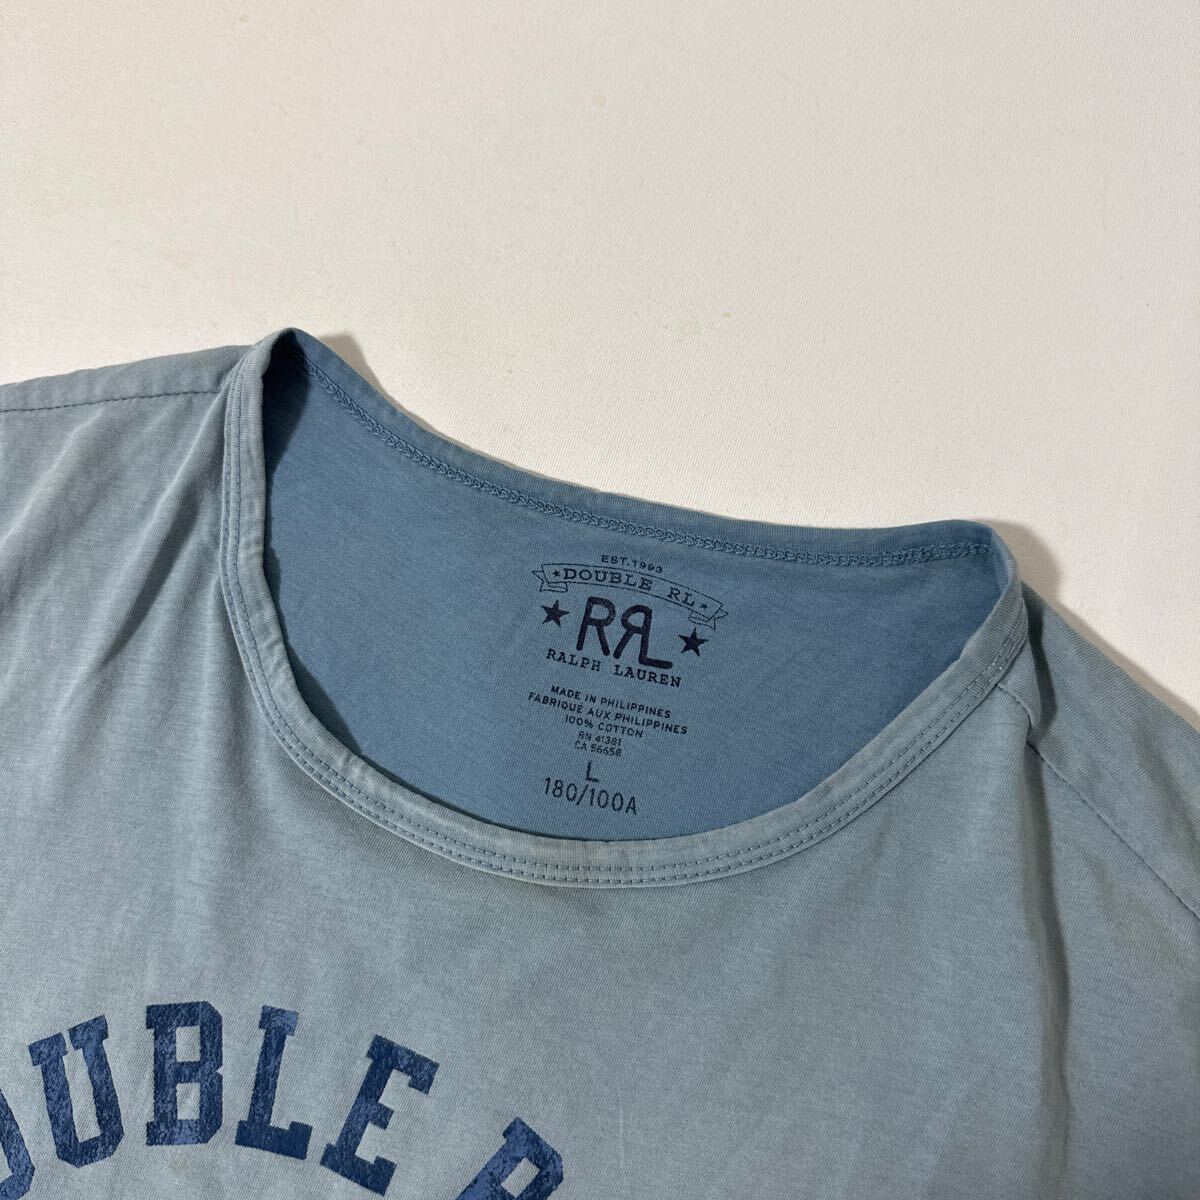 EST. 1993
★DOUBLE RL★
★RRL★
RALPH LAUREN
MADE IN PHILIPPINES
FABRIQUÉ AUX PHILIPPINES
100% COTTON
RN 41381
CA 56658
L
180/100A
OUBLE R